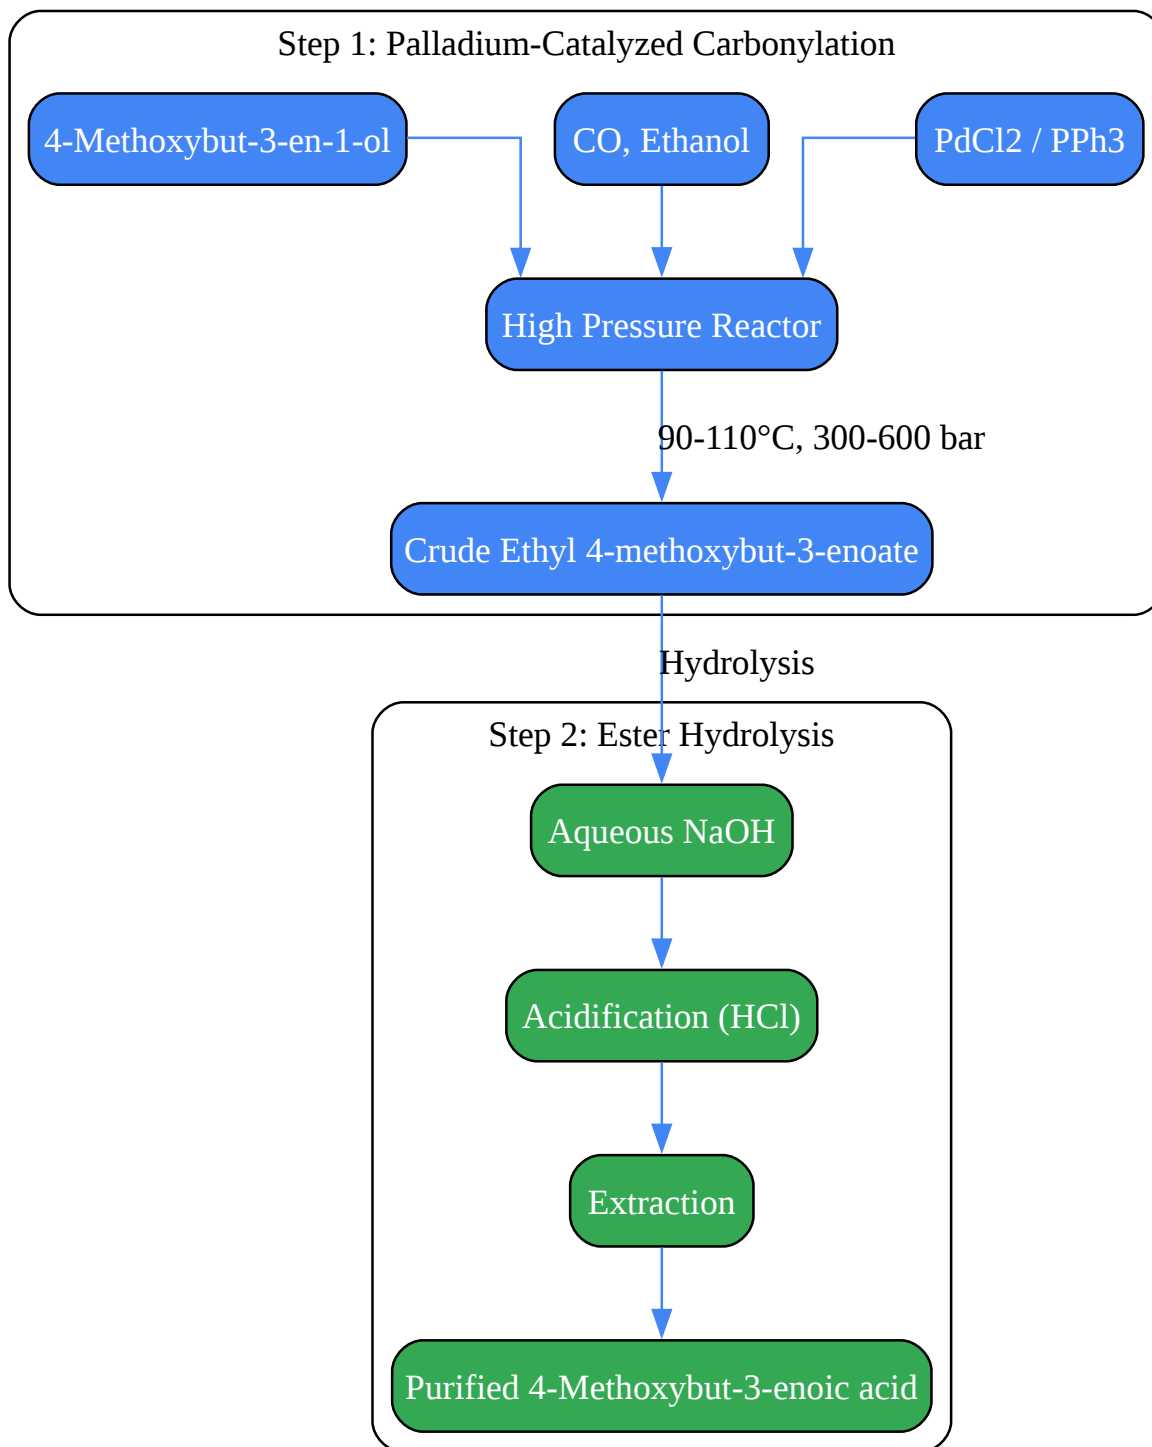 Step 1: Palladium-Catalyzed Carbonylation
4-Methoxybut-3-en-1-ol
CO, Ethanol
PdCl2 / PPh3
High Pressure Reactor
90-110°C, 300-600 bar
Crude Ethyl 4-methoxybut-3-enoate
Hydrolysis
Step 2: Ester Hydrolysis
Aqueous NaOH
Acidification (HCl)
Extraction
Purified 4-Methoxybut-3-enoic acid